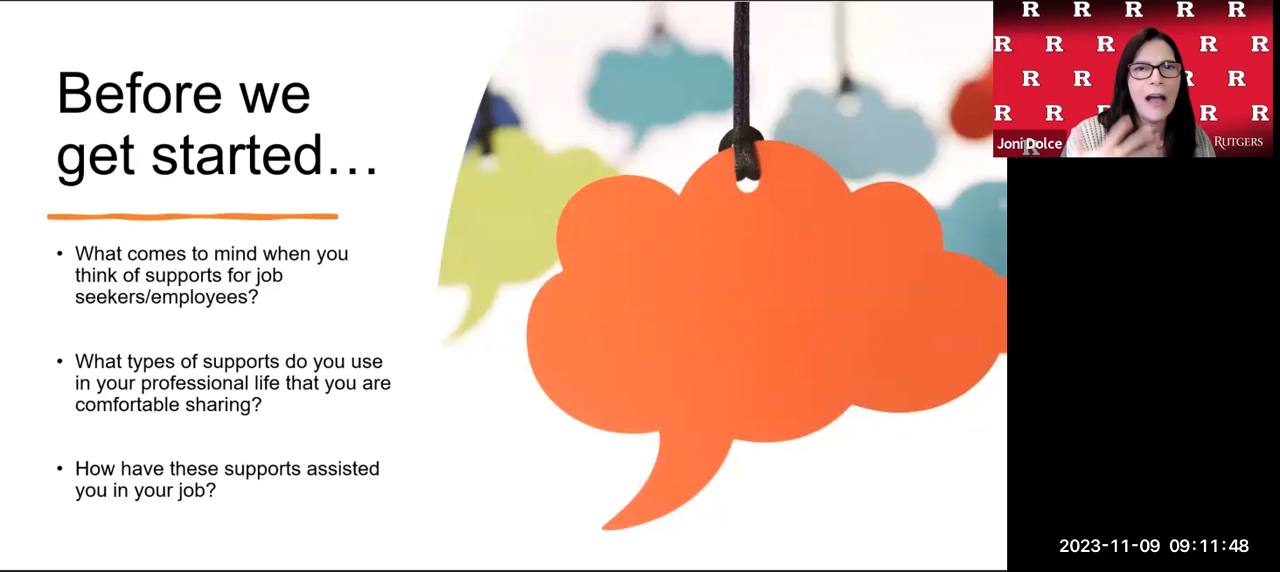 Before we
get started...
• What comes to mind when you
think of supports for job
seekers/employees?
• What types of supports do you use
in your professional life that you are
comfortable sharing?
• How have these supports assisted
you in your job?
R R R R R
R R R R R
R R R
R R R R
Joni Dolce
R
RUTGERS
2023-11-09 09:11:48